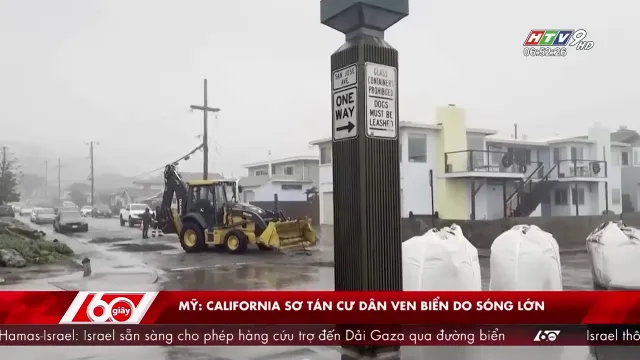 HTV9HD
06:52:26
SAN JOSE
AVE.
ONE
WAY
GLASS
CONTAINERS
PROHIBITED
DOGS
MUST BE
LEASHED
60 giây
MỸ: CALIFORNIA SƠ TÁN CƯ DÂN VEN BIỂN DO SÓNG LỚN
Hamas-Israel: Israel sẵn sàng cho phép hàng cứu trợ đến Dải Gaza qua đường biển 60 Israel thô